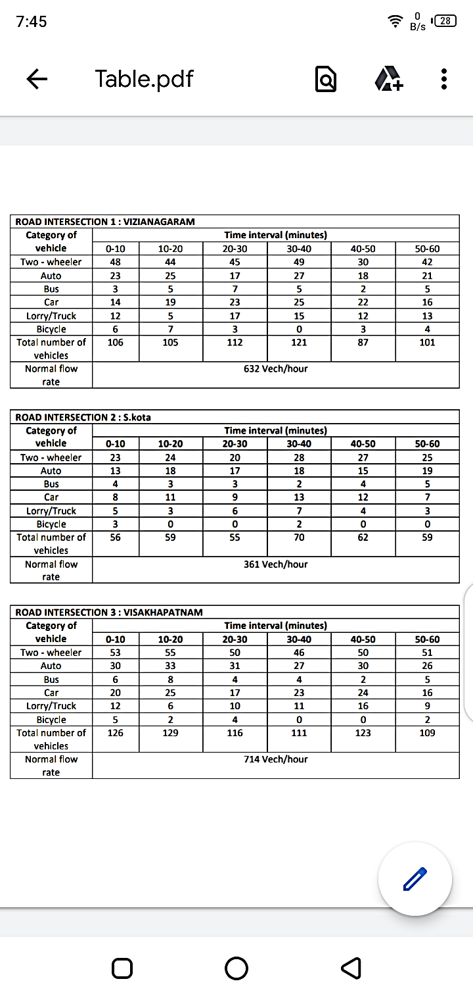 7:45
0
B/s
28
Table.pdf
ROAD INTERSECTION 1 : VIZIANAGARAM
Category of vehicle Time interval (minutes)
0-10 10-20 20-30 30-40 40-50 50-60
Two - wheeler 48 44 45 49 30 42
Auto 23 25 17 27 18 21
Bus 3 5 7 5 2 5
Car 14 19 23 25 22 16
Lorry/Truck 12 5 17 15 12 13
Bicycle 6 7 3 0 3 4
Total number of vehicles 106 105 112 121 87 101
Normal flow rate 632 Vech/hour
ROAD INTERSECTION 2 : S.kota
Category of vehicle Time interval (minutes)
0-10 10-20 20-30 30-40 40-50 50-60
Two - wheeler 23 24 20 28 27 25
Auto 13 18 17 18 15 19
Bus 4 3 3 2 4 5
Car 8 11 9 13 12 7
Lorry/Truck 5 3 6 7 4 3
Bicycle 3 0 0 2 0 0
Total number of vehicles 56 59 55 70 62 59
Normal flow rate 361 Vech/hour
ROAD INTERSECTION 3 : VISAKHAPATNAM
Category of vehicle Time interval (minutes)
0-10 10-20 20-30 30-40 40-50 50-60
Two - wheeler 53 55 50 46 50 51
Auto 30 33 31 27 30 26
Bus 6 8 4 4 2 5
Car 20 25 17 23 24 16
Lorry/Truck 12 6 10 11 16 9
Bicycle 5 2 4 0 0 2
Total number of vehicles 126 129 116 111 123 109
Normal flow rate 714 Vech/hour